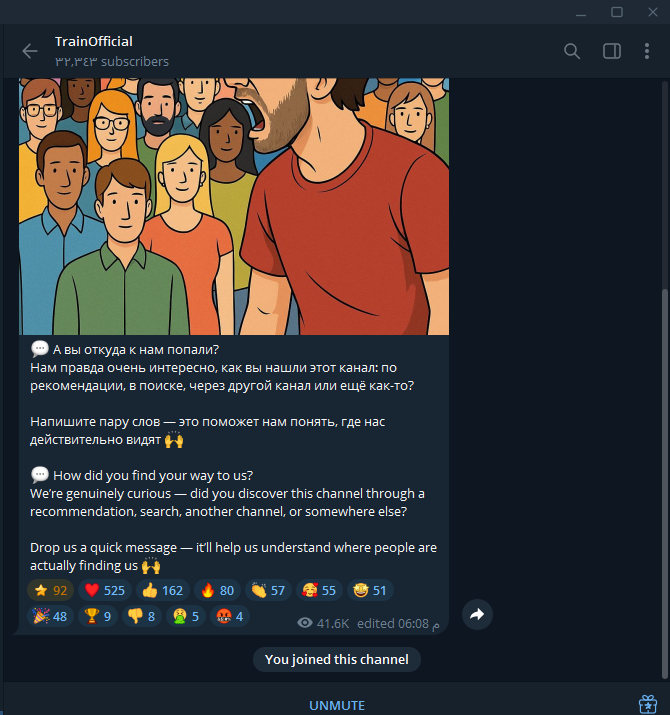 TrainOfficial
٣٢,٣٤٣ subscribers
💬 А вы откуда к нам попали?
Нам правда очень интересно, как вы нашли этот канал: по
рекомендации, в поиске, через другой канал или ещё как-то?
Напишите пару слов — это поможет нам понять, где нас
действительно видят 🙌
💬 How did you find your way to us?
We’re genuinely curious — did you discover this channel through a
recommendation, search, another channel, or somewhere else?
Drop us a quick message — it’ll help us understand where people are
actually finding us 🙌
⭐ 92 ❤️ 525 👍 162 🔥 80 👏 57 🥰 55 🤩 51
🎉 48 🏆 9 👎 8 🤮 5 🤬 4 41.6K edited 06:08 م
You joined this channel
UNMUTE